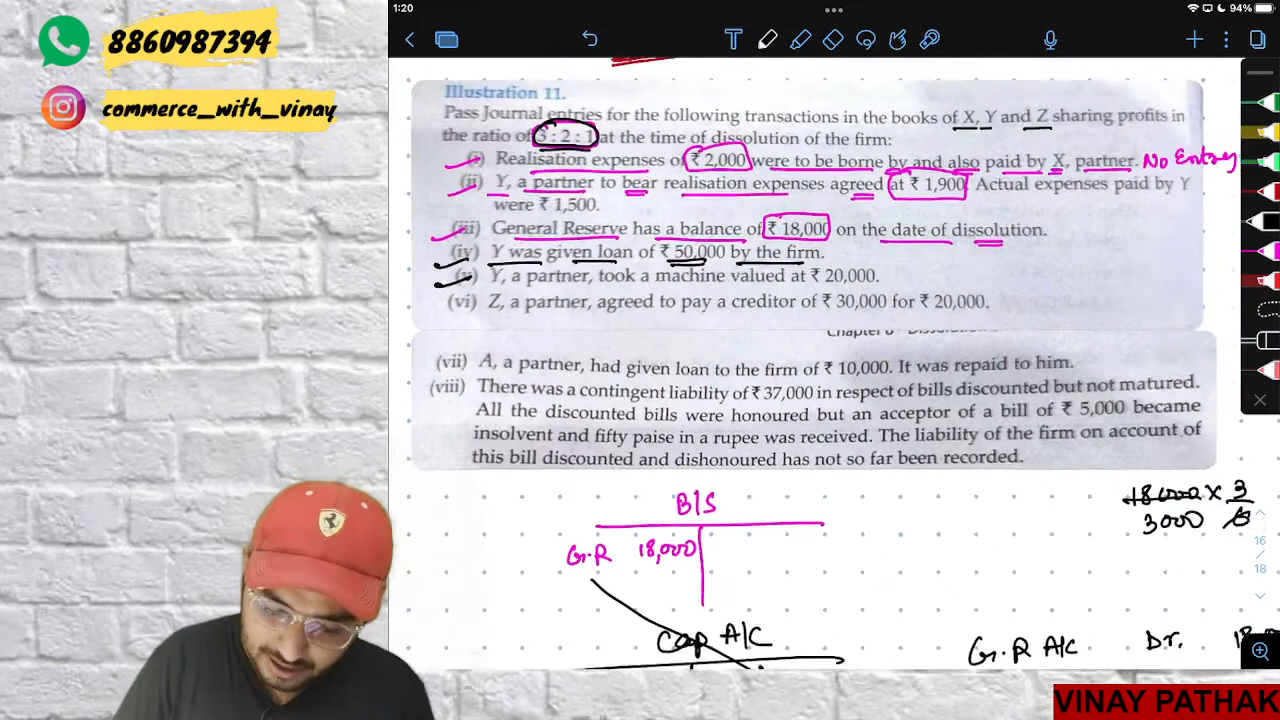 8860987394
commerce_with_vinay
1:20
94%
Illustration 11.
Pass Journal entries for the following transactions in the books of X, Y and Z sharing profits in
the ratio of 3 : 2 : 1 at the time of dissolution of the firm:
(i) Realisation expenses of ₹ 2,000 were to be borne by and also paid by X, partner. No Entry
(ii) Y, a partner to bear realisation expenses agreed at ₹ 1,900. Actual expenses paid by Y
were ₹ 1,500.
(iii) General Reserve has a balance of ₹ 18,000 on the date of dissolution.
(iv) Y was given loan of ₹ 50,000 by the firm.
(v) Y, a partner, took a machine valued at ₹ 20,000.
(vi) Z, a partner, agreed to pay a creditor of ₹ 30,000 for ₹ 20,000.
(vii) A, a partner, had given loan to the firm of ₹ 10,000. It was repaid to him.
(viii) There was a contingent liability of ₹ 37,000 in respect of bills discounted but not matured.
All the discounted bills were honoured but an acceptor of a bill of ₹ 5,000 became
insolvent and fifty paise in a rupee was received. The liability of the firm on account of
this bill discounted and dishonoured has not so far been recorded.
B/S
G.R 18,000
18000 x 3
3000 6
Cap A/C
G.R A/C Dr.
16
18
VINAY PATHAK